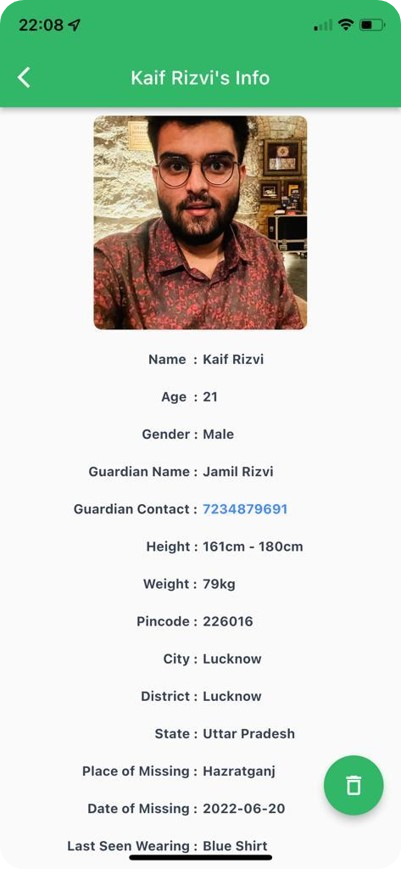 22:08
Kaif Rizvi's Info
Name : Kaif Rizvi
Age : 21
Gender : Male
Guardian Name : Jamil Rizvi
Guardian Contact : 7234879691
Height : 161cm - 180cm
Weight : 79kg
Pincode : 226016
City : Lucknow
District : Lucknow
State : Uttar Pradesh
Place of Missing : Hazratganj
Date of Missing : 2022-06-20
Last Seen Wearing : Blue Shirt